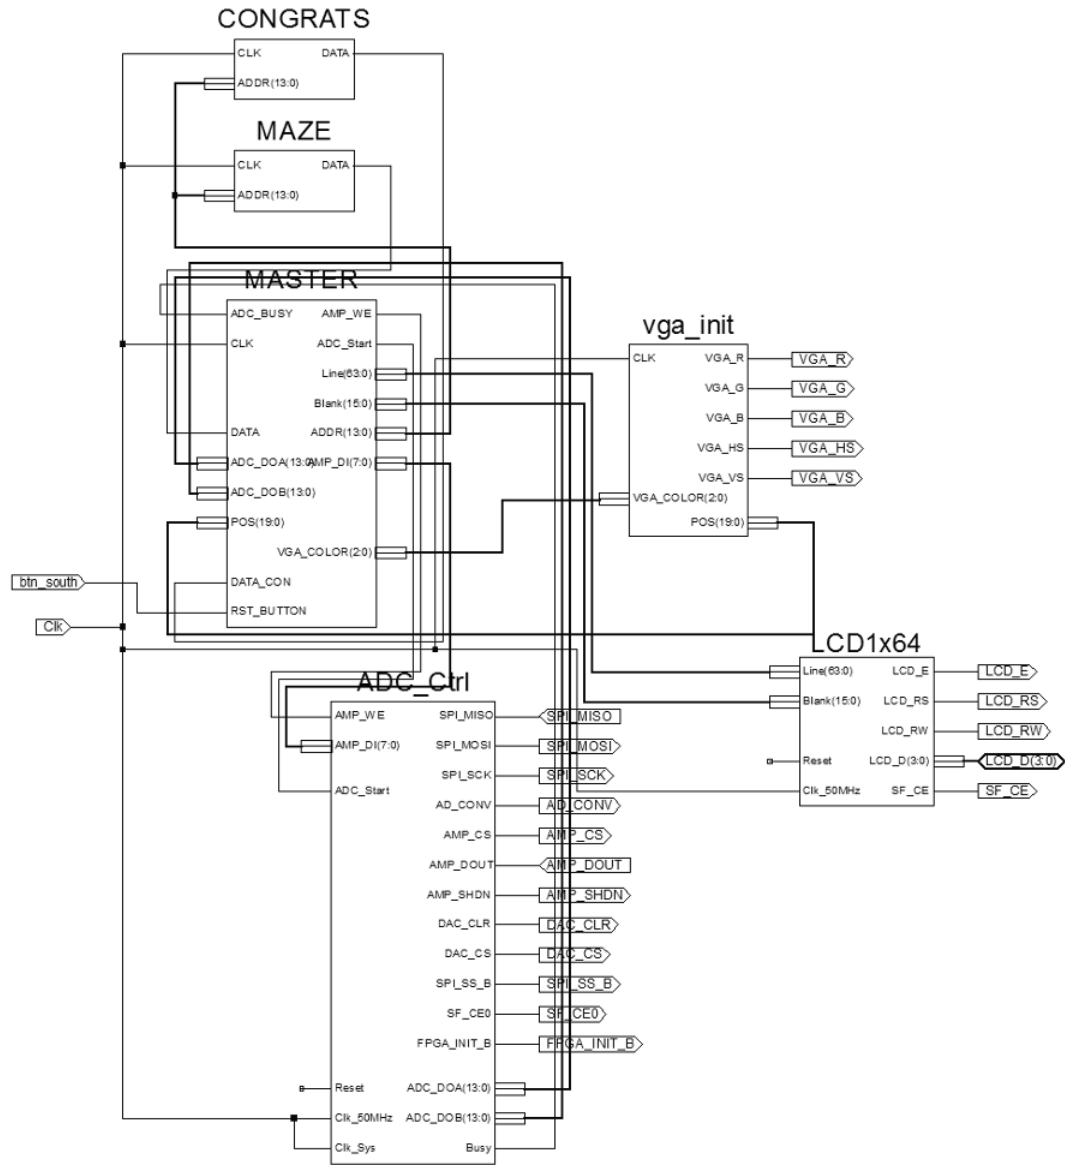 CONGRATS
CLK DATA
ADDR(13:0)
MAZE
CLK DATA
ADDR(13:0)
MASTER
ADC_BUSY AMP_WE
CLK ADC_Start
Line(63:0)
Blank(15:0)
DATA ADDR(13:0)
ADC_DOA(13:0) AMP_DI(7:0)
ADC_DOB(13:0)
POS(19:0)
VGA_COLOR(2:0)
DATA_CON
RST_BUTTON
btn_south
Clk
vga_init
CLK VGA_R VGA_R
VGA_G VGA_G
VGA_B VGA_B
VGA_HS VGA_HS
VGA_VS VGA_VS
VGA_COLOR(2:0)
POS(19:0)
LCD1x64
Line(63:0) LCD_E LCD_E
Blank(15:0) LCD_RS LCD_RS
LCD_RW LCD_RW
Reset LCD_D(3:0) LCD_D(3:0)
Clk_50MHz SF_CE SF_CE
ADC_Ctrl
AMP_WE SPI_MISO SPI_MISO
AMP_DI(7:0) SPI_MOSI SPI_MOSI
SPI_SCK SPI_SCK
ADC_Start AD_CONV AD_CONV
AMP_CS AMP_CS
AMP_DOUT AMP_DOUT
AMP_SHDN AMP_SHDN
DAC_CLR DAC_CLR
DAC_CS DAC_CS
SPI_SS_B SPI_SS_B
SF_CE0 SF_CE0
FPGA_INIT_B FPGA_INIT_B
Reset ADC_DOA(13:0)
Clk_50MHz ADC_DOB(13:0)
Clk_Sys Busy